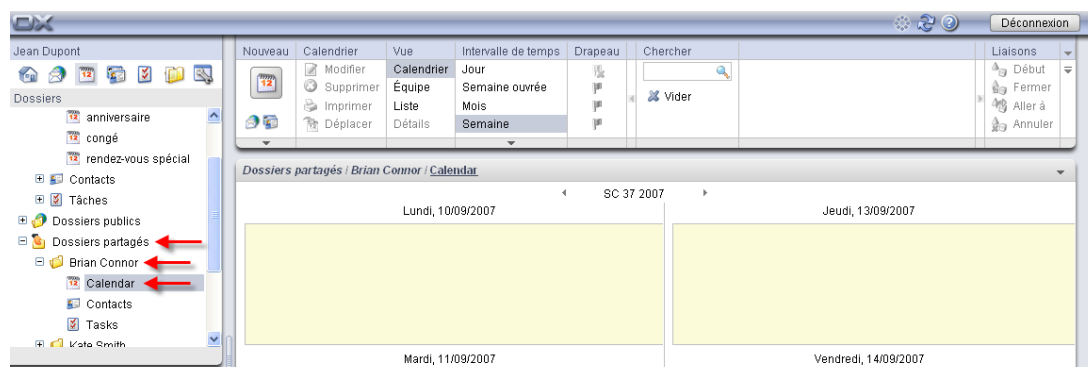 OX
Déconnexion
Jean Dupont
12
Dossiers
anniversaire
congé
rendez-vous spécial
Contacts
Tâches
Dossiers publics
Dossiers partagés
Brian Connor
Calendar
Contacts
Tasks
Kate Smith
Nouveau
12
Calendrier
Modifier
Supprimer
Imprimer
Déplacer
Vue
Calendrier
Équipe
Liste
Détails
Intervalle de temps
Jour
Semaine ouvrée
Mois
Semaine
Drapeau
Chercher
Vider
Liaisons
Début
Fermer
Aller à
Annuler
Dossiers partagés / Brian Connor / Calendar
SC 37 2007
Lundi, 10/09/2007
Jeudi, 13/09/2007
Mardi, 11/09/2007
Vendredi, 14/09/2007